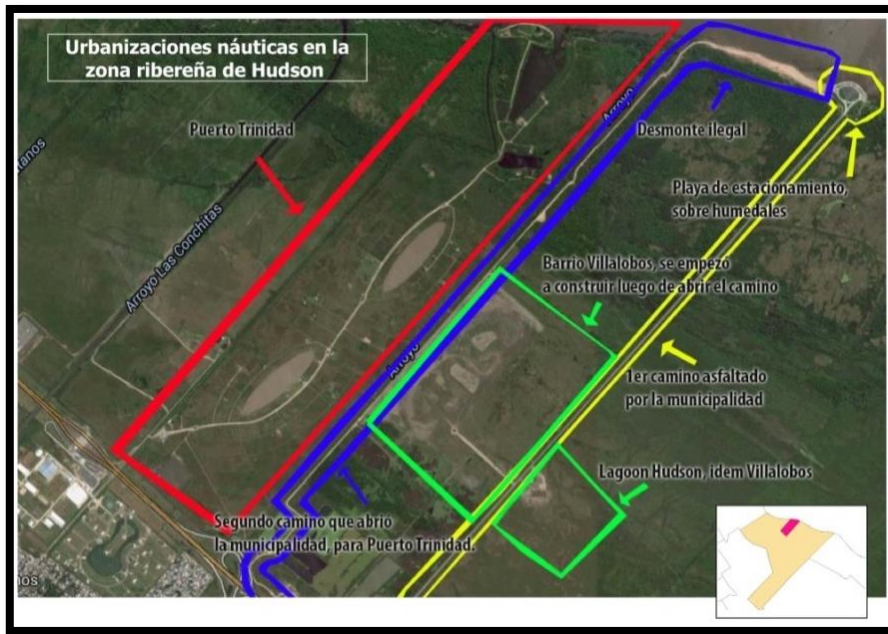 Urbanizaciones náuticas en la
zona ribereña de Hudson
Puerto Trinidad
Arroyo
Desmonte ilegal
Playa de estacionamiento,
sobre humedales
Arroyo Las Conchitas
Barrio Villalobos, se empezó
a construir luego de abrir el camino
Arroyo
1er camino asfaltado
por la municipalidad
Lagoon Hudson, idem Villalobos
Segundo camino que abrió
la municipalidad, para Puerto Trinidad.